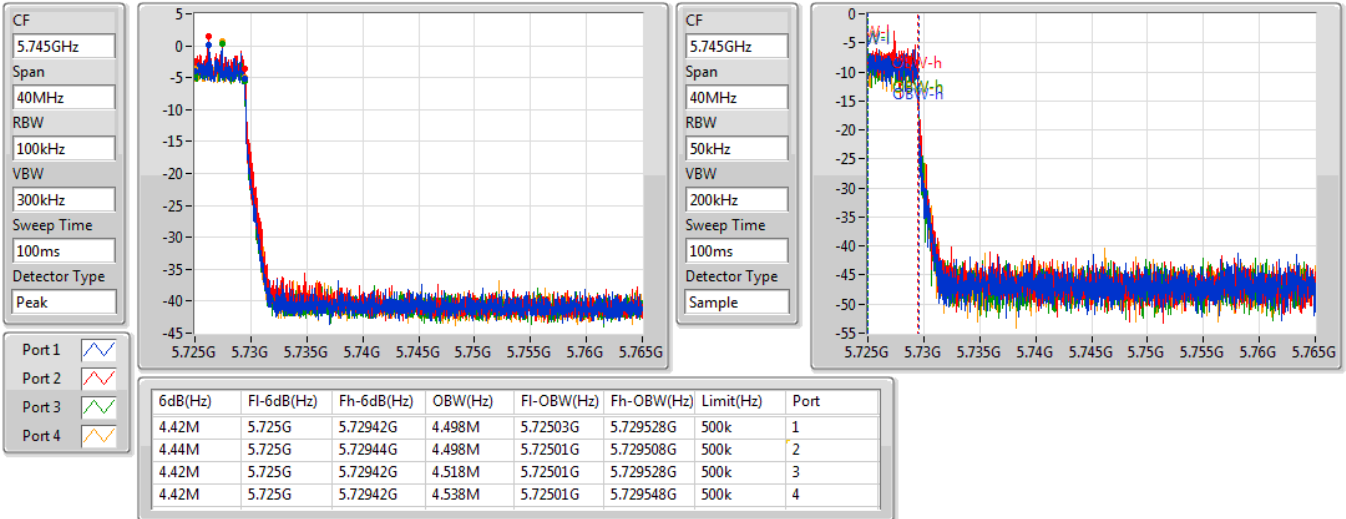 CF
5.745GHz
Span
40MHz
RBW
100kHz
VBW
300kHz
Sweep Time
100ms
Detector Type
Peak
5
0
-5
-10
-15
-20
-25
-30
-35
-40
-45
5.725G 5.73G 5.735G 5.74G 5.745G 5.75G 5.755G 5.76G 5.765G
CF
5.745GHz
Span
40MHz
RBW
50kHz
VBW
200kHz
Sweep Time
100ms
Detector Type
Sample
0
-5
-10
-15
-20
-25
-30
-35
-40
-45
-50
-55
W-l
OBW-h
OBW-h
5.725G 5.73G 5.735G 5.74G 5.745G 5.75G 5.755G 5.76G 5.765G
Port 1
Port 2
Port 3
Port 4
6dB(Hz) Fl-6dB(Hz) Fh-6dB(Hz) OBW(Hz) Fl-OBW(Hz) Fh-OBW(Hz) Limit(Hz) Port
4.42M 5.725G 5.72942G 4.498M 5.72503G 5.729528G 500k 1
4.44M 5.725G 5.72944G 4.498M 5.72501G 5.729508G 500k 2
4.42M 5.725G 5.72942G 4.518M 5.72501G 5.729528G 500k 3
4.42M 5.725G 5.72942G 4.538M 5.72501G 5.729548G 500k 4